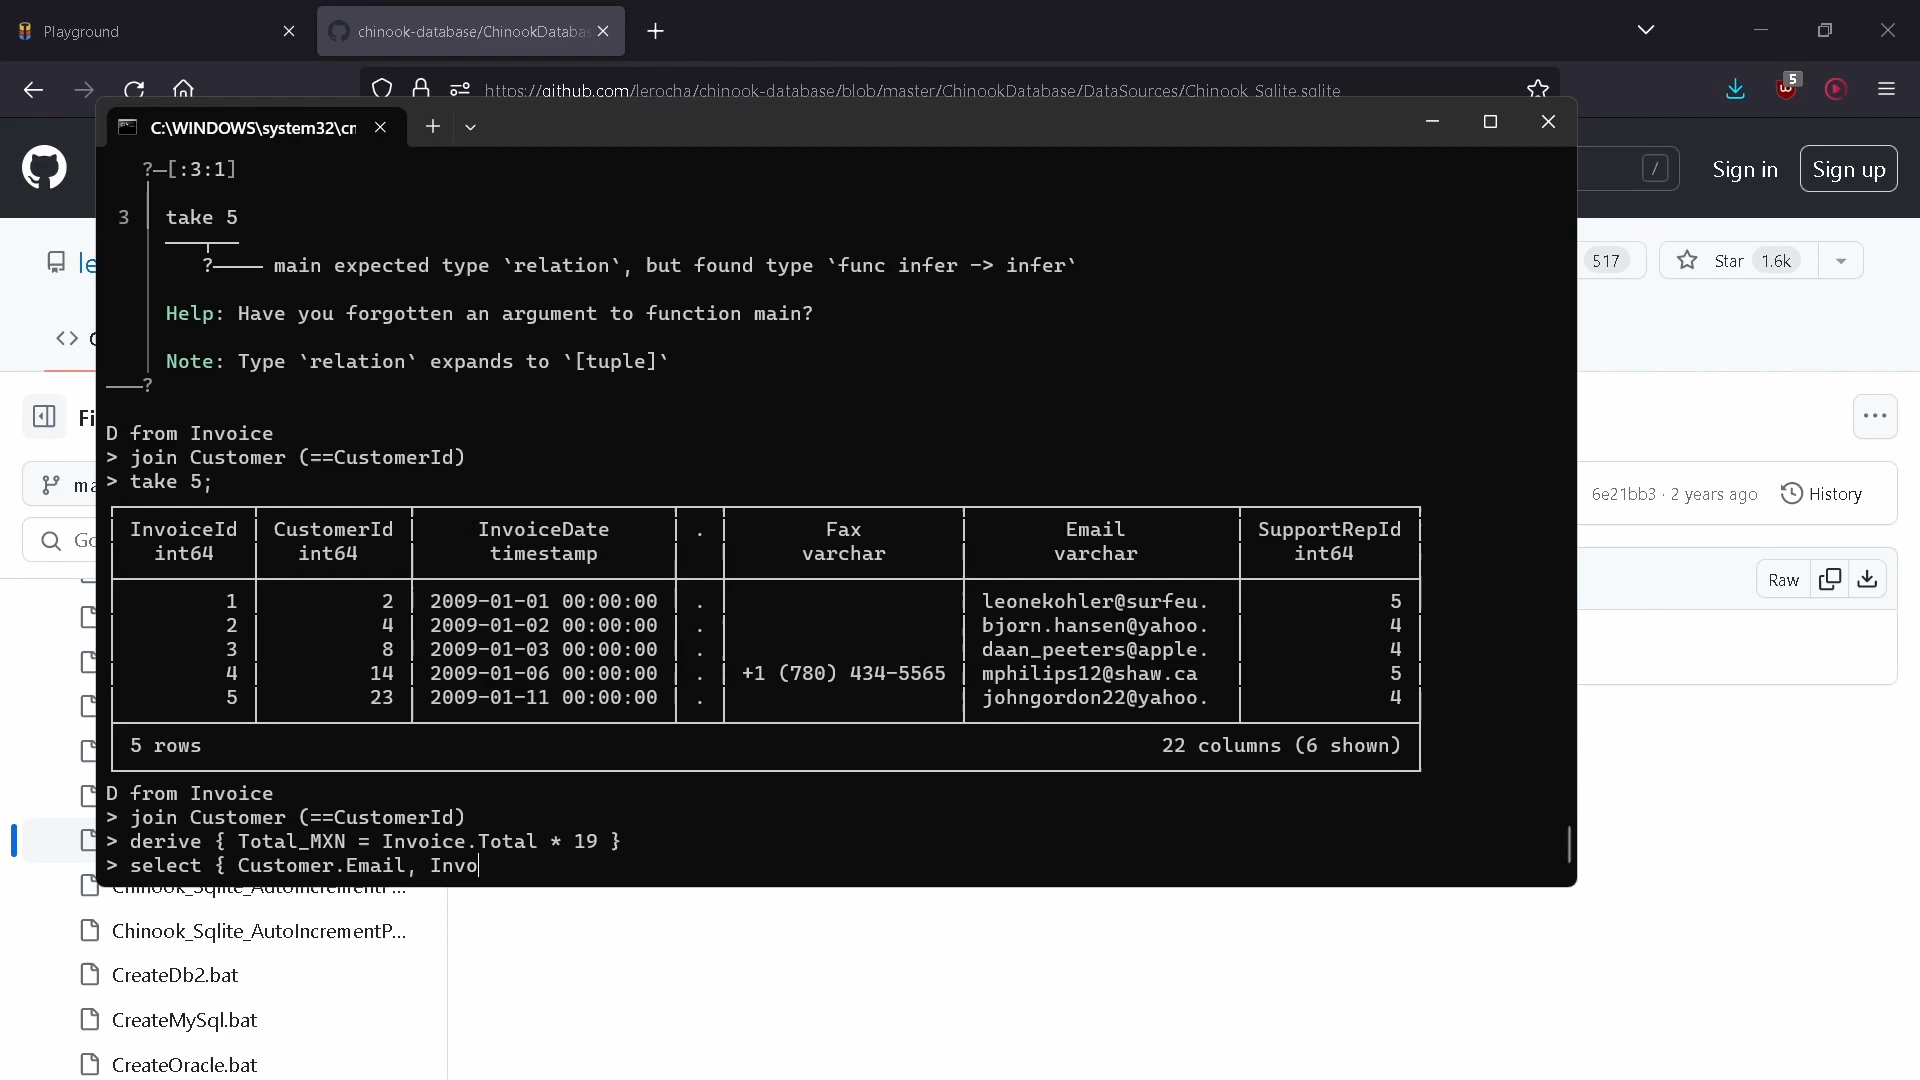 Playground
chinook-database/ChinookDataba
https://github.com/lerocha/chinook-database/blob/master/ChinookDatabase/DataSources/Chinook_Sqlite.sqlite
5
C:\WINDOWS\system32\cr
/
Sign in
Sign up
?—[:3:1]
3 take 5
?—— main expected type `relation`, but found type `func infer -> infer`
Help: Have you forgotten an argument to function main?
Note: Type `relation` expands to `[tuple]`
——?
le
517
Star 1.6k
Fi
ma
6e21bb3 · 2 years ago
History
Go
Raw
D from Invoice
> join Customer (==CustomerId)
> take 5;
InvoiceId CustomerId InvoiceDate . Fax Email SupportRepId
int64 int64 timestamp varchar varchar int64
1 2 2009-01-01 00:00:00 . leonekohler@surfeu. 5
2 4 2009-01-02 00:00:00 . bjorn.hansen@yahoo. 4
3 8 2009-01-03 00:00:00 . daan_peeters@apple. 4
4 14 2009-01-06 00:00:00 . +1 (780) 434-5565 mphilips12@shaw.ca 5
5 23 2009-01-11 00:00:00 . johngordon22@yahoo. 4
5 rows 22 columns (6 shown)
D from Invoice
> join Customer (==CustomerId)
> derive { Total_MXN = Invoice.Total * 19 }
> select { Customer.Email, Invo
Chinook_Sqlite_AutoIncrementP...
Chinook_Sqlite_AutoIncrementP...
CreateDb2.bat
CreateMySql.bat
CreateOracle.bat